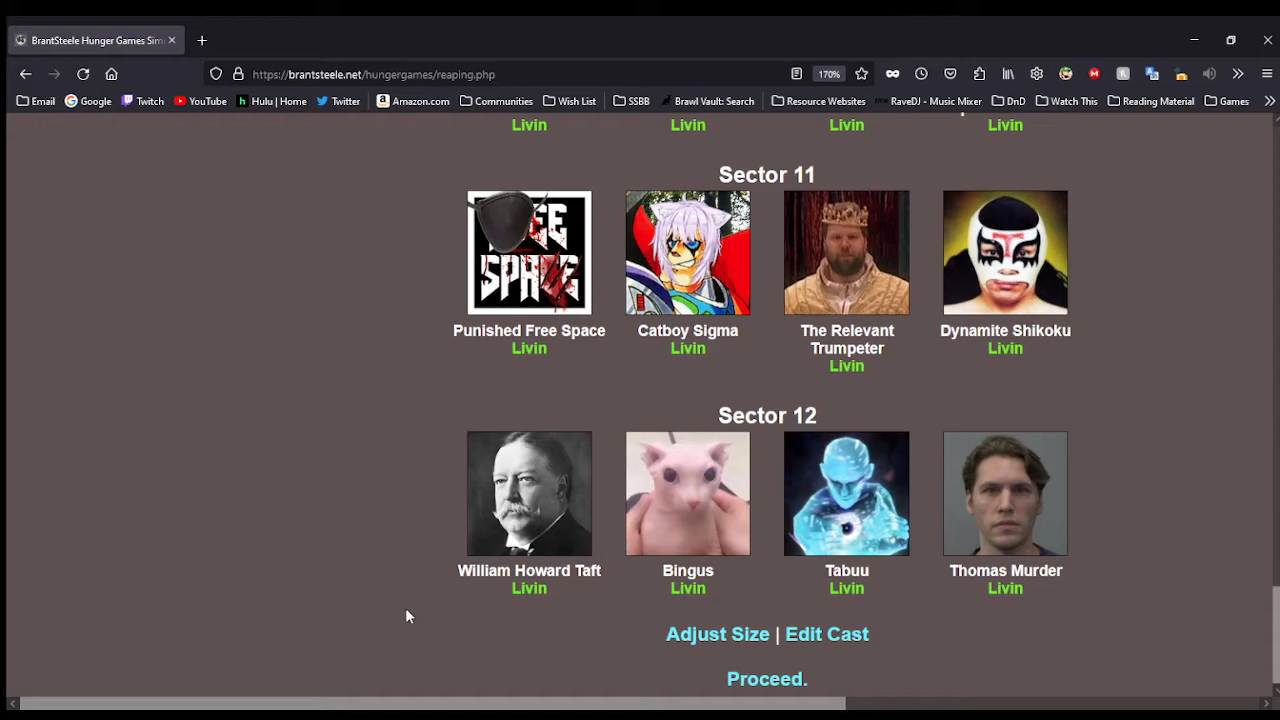 BrantSteele Hunger Games Sim
https://brantsteele.net/hungergames/reaping.php
170%
Email Google Twitch YouTube Hulu | Home Twitter Amazon.com Communities Wish List SSBB Brawl Vault: Search Resource Websites RaveDJ - Music Mixer DnD Watch This Reading Material Games
Livin Livin Livin Livin
Sector 11
FREE
SPACE
Punished Free Space Catboy Sigma The Relevant Dynamite Shikoku
Livin Livin Trumpeter Livin
Livin
Sector 12
William Howard Taft Bingus Tabuu Thomas Murder
Livin Livin Livin Livin
Adjust Size | Edit Cast
Proceed.